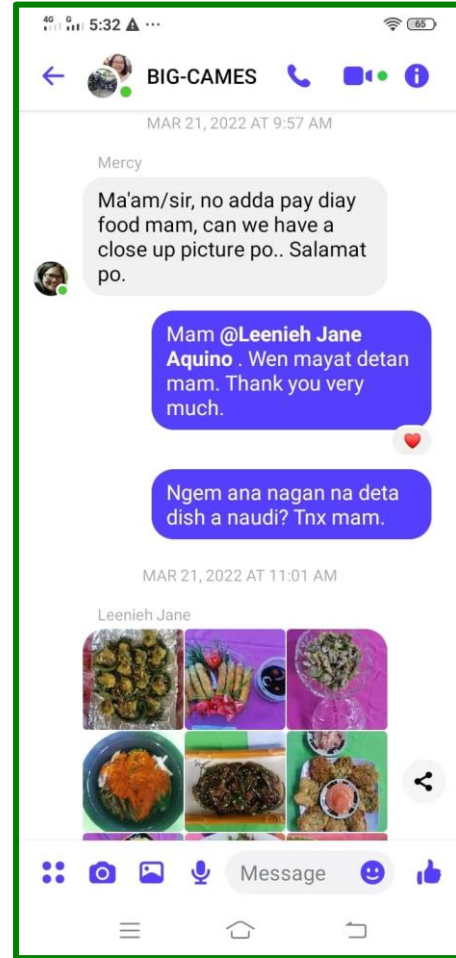 4G G 5:32 ...
65
BIG-CAMES
MAR 21, 2022 AT 9:57 AM
Mercy
Ma'am/sir, no adda pay diay
food mam, can we have a
close up picture po.. Salamat
po.
Mam @Leenieh Jane
Aquino . Wen mayat detan
mam. Thank you very
much.
Ngem ana nagan na deta
dish a naudi? Tnx mam.
MAR 21, 2022 AT 11:01 AM
Leenieh Jane
Message